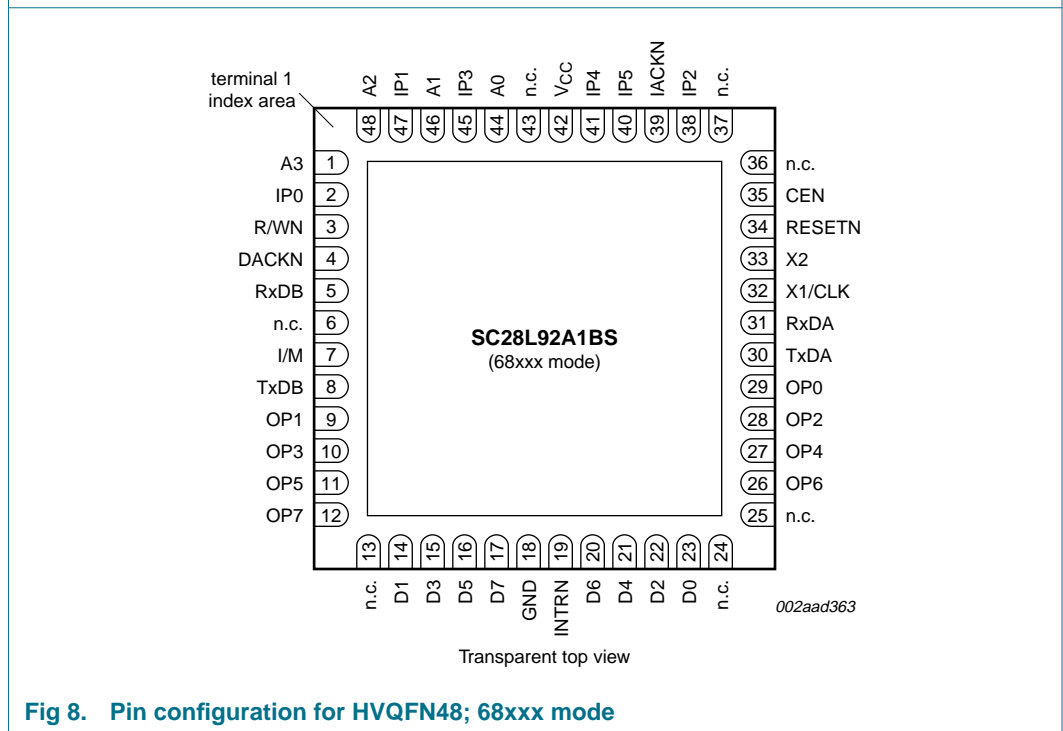 terminal 1
index area
A2 IP1 A1 IP3 A0 n.c. VCC IP4 IP5 IACKN IP2 n.c.
48 47 46 45 44 43 42 41 40 39 38 37
A3 1 36 n.c.
IP0 2 35 CEN
R/WN 3 34 RESETN
DACKN 4 33 X2
RxDB 5 32 X1/CLK
n.c. 6 31 RxDA
I/M 7 30 TxDA
TxDB 8 29 OP0
OP1 9 28 OP2
OP3 10 27 OP4
OP5 11 26 OP6
OP7 12 25 n.c.
SC28L92A1BS
(68xxx mode)
13 14 15 16 17 18 19 20 21 22 23 24
n.c. D1 D3 D5 D7 GND INTRN D6 D4 D2 D0 n.c.
002aad363
Transparent top view
Fig 8. Pin configuration for HVQFN48; 68xxx mode